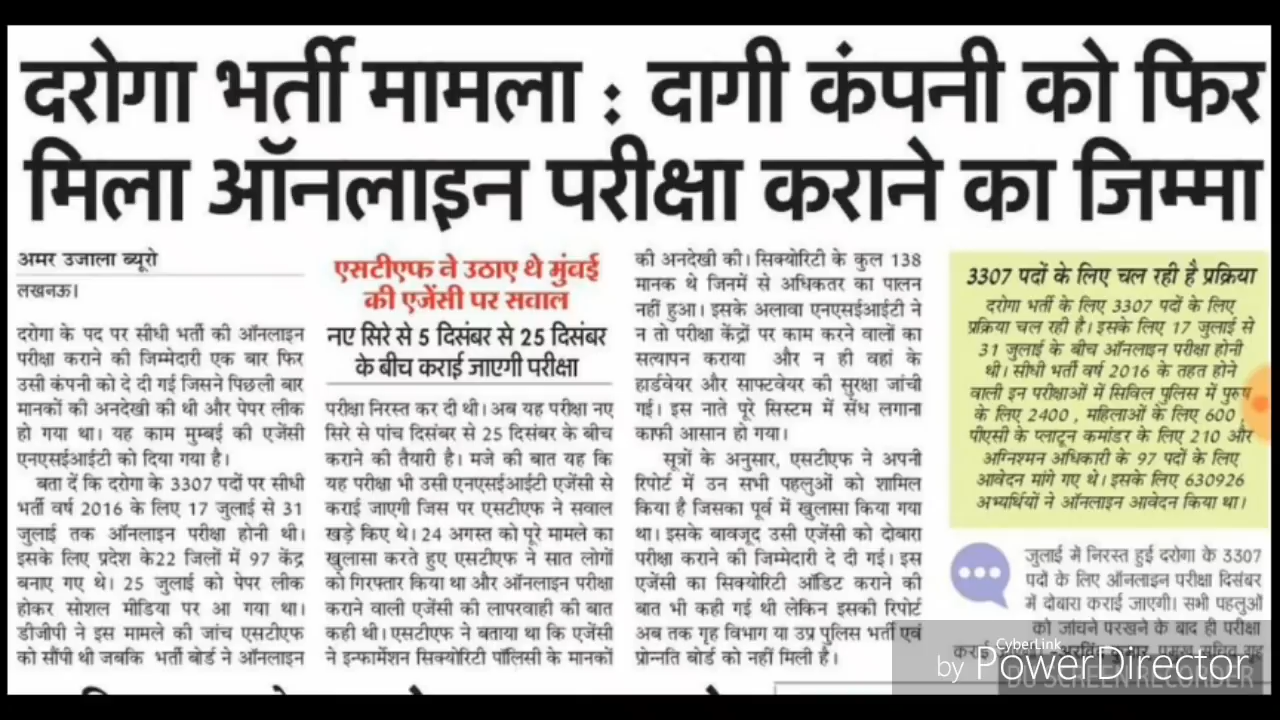 दरोगा भर्ती मामला : दागी कंपनी को फिर
मिला ऑनलाइन परीक्षा कराने का जिम्मा
अमर उजाला ब्यूरो
लखनऊ।
दरोगा के पद पर सीधी भर्ती की ऑनलाइन
परीक्षा कराने की जिम्मेदारी एक बार फिर
उसी कंपनी को दे दी गई जिसने पिछली बार
मानकों की अनदेखी की थी और पेपर लीक
हो गया था। यह काम मुम्बई की एजेंसी
एनएसईआईटी को दिया गया है।
बता दें कि दरोगा के 3307 पदों पर सीधी
भर्ती वर्ष 2016 के लिए 17 जुलाई से 31
जुलाई तक ऑनलाइन परीक्षा होनी थी।
इसके लिए प्रदेश के22 जिलों में 97 केंद्र
बनाए गए थे। 25 जुलाई को पेपर लीक
होकर सोशल मीडिया पर आ गया था।
डीजीपी ने इस मामले की जांच एसटीएफ
को सौंपी थी जबकि भर्ती बोर्ड ने ऑनलाइन
एसटीएफ ने उठाए थे मुंबई
की एजेंसी पर सवाल
नए सिरे से 5 दिसंबर से 25 दिसंबर
के बीच कराई जाएगी परीक्षा
परीक्षा निरस्त कर दी थी। अब यह परीक्षा नए
सिरे से पांच दिसंबर से 25 दिसंबर के बीच
कराने की तैयारी है। मजे की बात यह कि
यह परीक्षा भी उसी एनएसईआईटी एजेंसी से
कराई जाएगी जिस पर एसटीएफ ने सवाल
खड़े किए थे। 24 अगस्त को पूरे मामले का
खुलासा करते हुए एसटीएफ ने सात लोगों
को गिरफ्तार किया था और ऑनलाइन परीक्षा
कराने वाली एजेंसी की लापरवाही की बात
कही थी। एसटीएफ ने बताया था कि एजेंसी
ने इन्फार्मेशन सिक्योरिटी पॉलिसी के मानकों
की अनदेखी की। सिक्योरिटी के कुल 138
मानक थे जिनमें से अधिकतर का पालन
नहीं हुआ। इसके अलावा एनएसईआईटी ने
न तो परीक्षा केंद्रों पर काम करने वालों का
सत्यापन कराया और न ही वहां के
हार्डवेयर और साफ्टवेयर की सुरक्षा जांची
गई। इस नाते पूरे सिस्टम में सेंध लगाना
काफी आसान हो गया।
सूत्रों के अनुसार, एसटीएफ ने अपनी
रिपोर्ट में उन सभी पहलुओं को शामिल
किया है जिसका पूर्व में खुलासा किया गया
था। इसके बावजूद उसी एजेंसी को दोबारा
परीक्षा कराने की जिम्मेदारी दे दी गई। इस
एजेंसी का सिक्योरिटी ऑडिट कराने की
बात भी कही गई थी लेकिन इसकी रिपोर्ट
अब तक गृह विभाग या उप्र पुलिस भर्ती एवं
प्रोन्नति बोर्ड को नहीं मिली है।
3307 पदों के लिए चल रही है प्रक्रिया
दरोगा भर्ती के लिए 3307 पदों के लिए
प्रक्रिया चल रही है। इसके लिए 17 जुलाई से
31 जुलाई के बीच ऑनलाइन परीक्षा होनी
थी। सीधी भर्ती वर्ष 2016 के तहत होने
वाली इन परीक्षाओं में सिविल पुलिस में पुरुष
के लिए 2400 , महिलाओं के लिए 600 ,
पीएसी के प्लाटून कमांडर के लिए 210 और
अग्निशमन अधिकारी के 97 पदों के लिए
आवेदन मांगे गए थे। इसके लिए 630926
अभ्यर्थियों ने ऑनलाइन आवेदन किया था।
जुलाई में निरस्त हुई दरोगा के 3307
पदों के लिए ऑनलाइन परीक्षा दिसंबर
में दोबारा कराई जाएगी। सभी पहलुओं
को जांचने परखने के बाद ही परीक्षा
CyberLink
by PowerDirector
DU SCREEN RECORDER